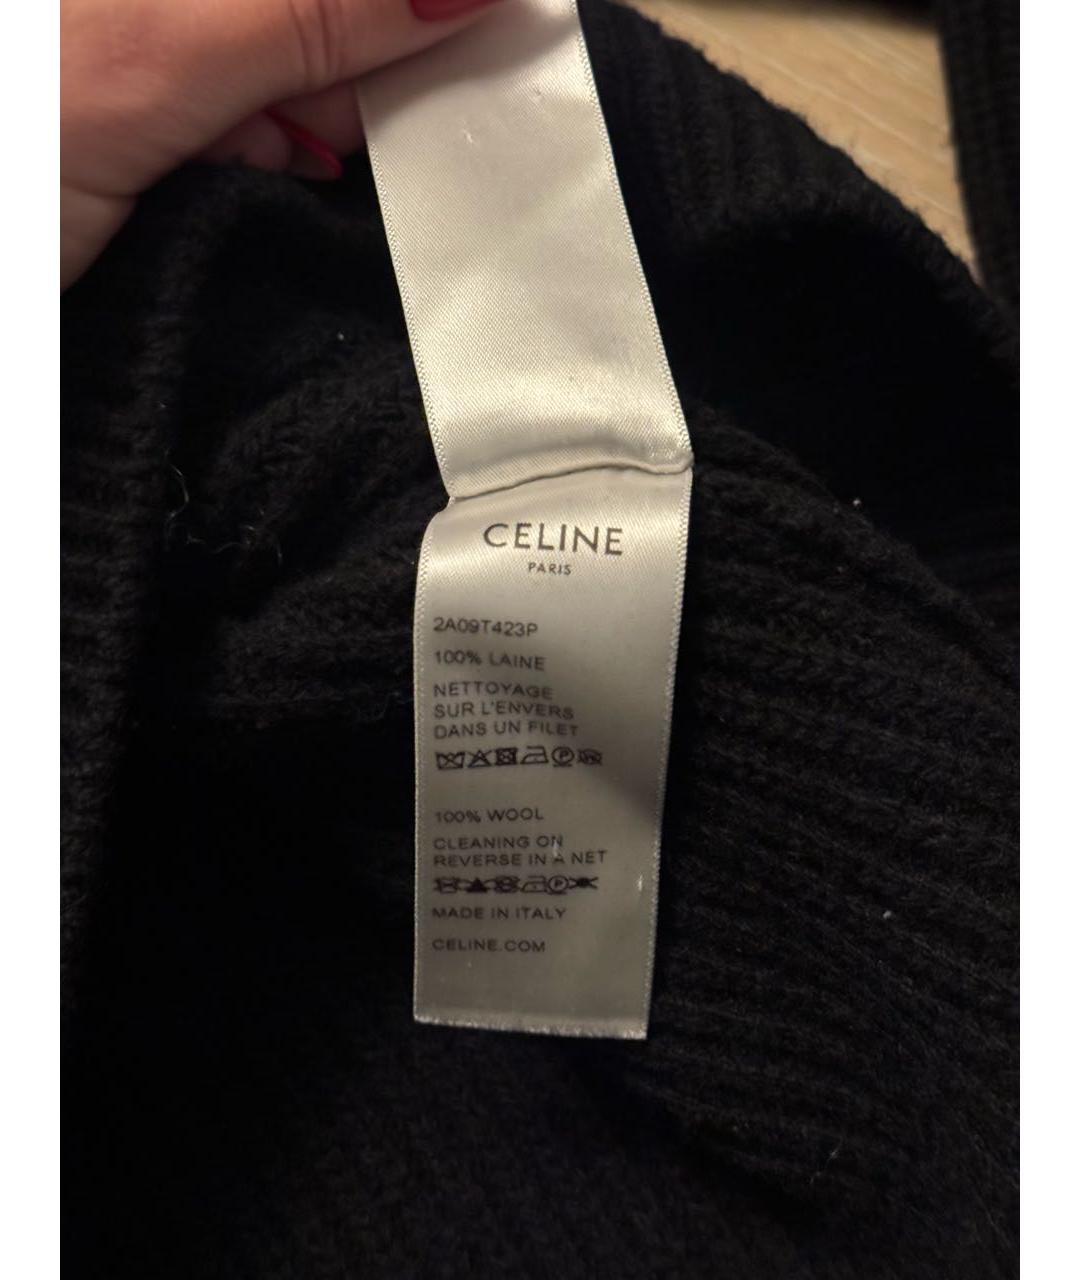 CELINE
PARIS
2A09T423P
100% LAINE
NETTOYAGE
SUR L'ENVERS
DANS UN FILET
100% WOOL
CLEANING ON
REVERSE IN A NET
MADE IN ITALY
CELINE.COM